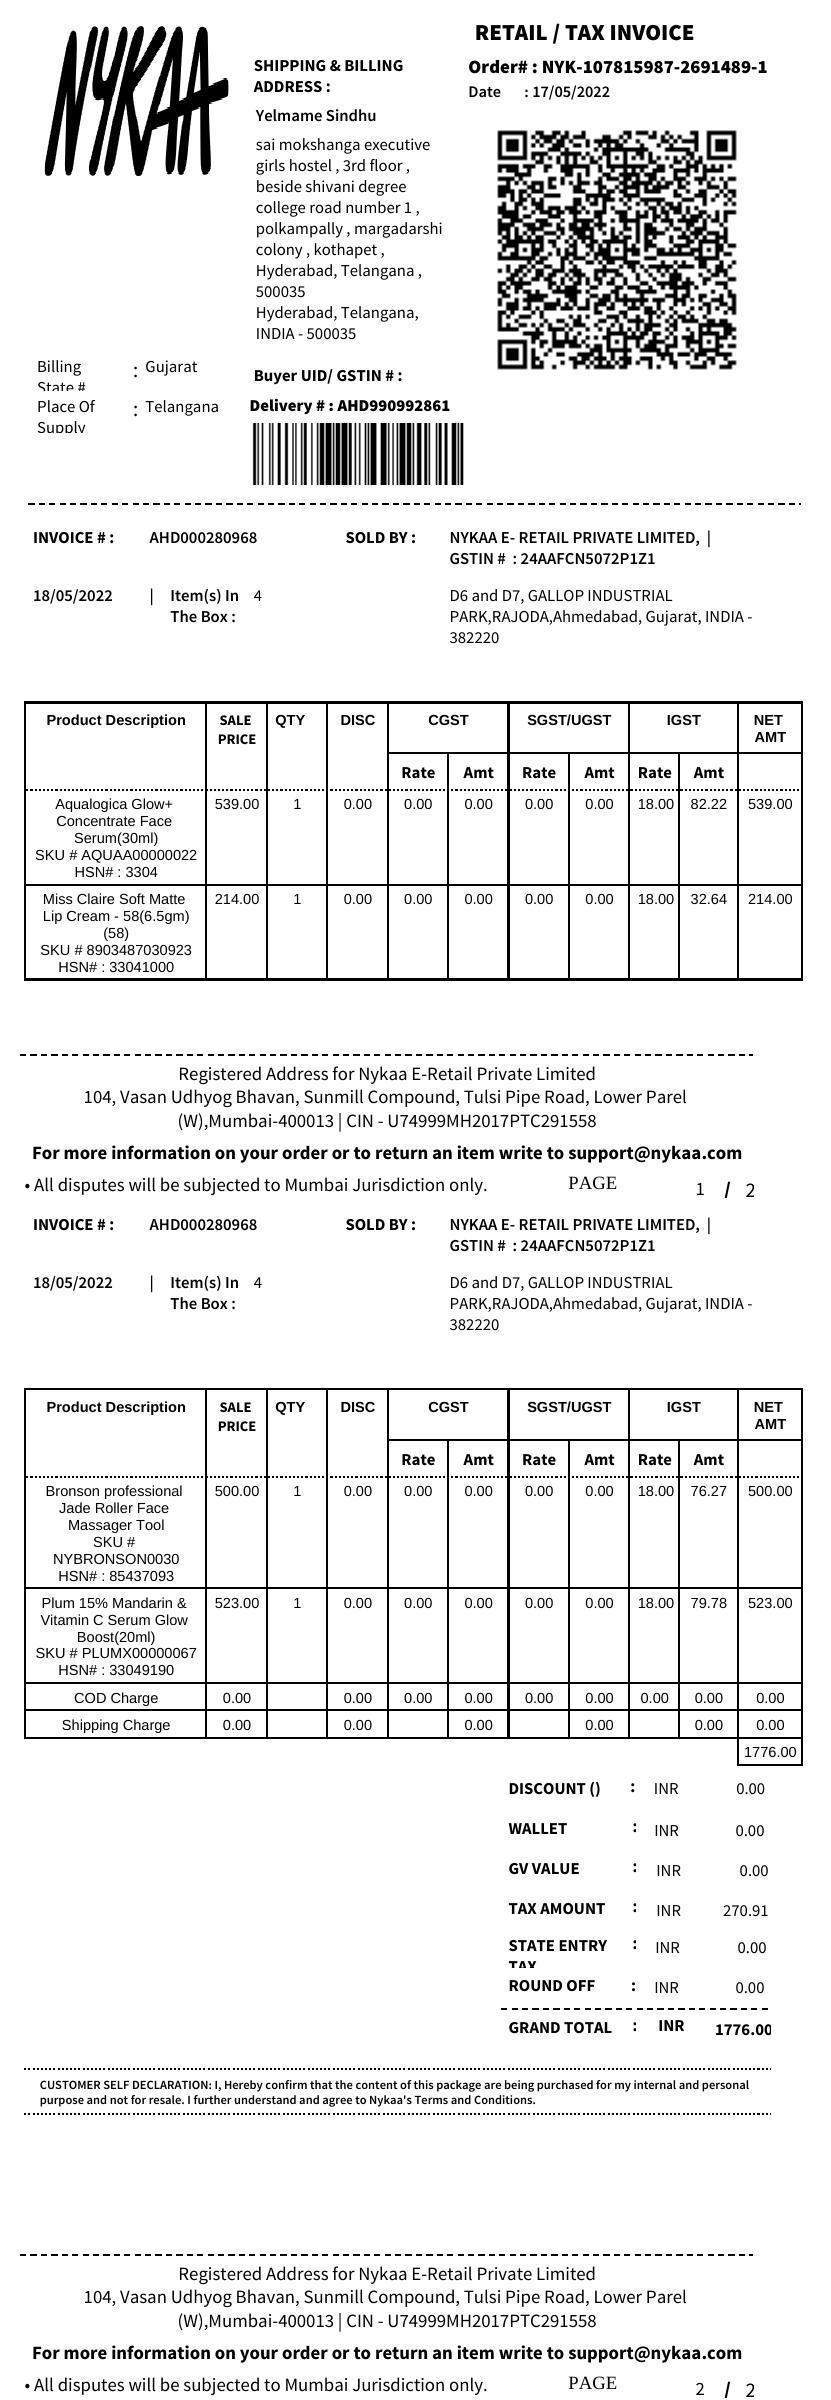 NYKAA
RETAIL / TAX INVOICE
SHIPPING & BILLING
ADDRESS :
Order# : NYK-107815987-2691489-1
Date : 17/05/2022
Yelmame Sindhu
sai mokshanga executive
girls hostel , 3rd floor ,
beside shivani degree
college road number 1 ,
polkampally , margadarshi
colony , kothapet ,
Hyderabad, Telangana ,
500035
Hyderabad, Telangana,
INDIA - 500035
Billing : Gujarat
State #
Buyer UID/ GSTIN # :
Place Of : Telangana
Supply
Delivery # : AHD990992861
INVOICE # : AHD000280968 SOLD BY : NYKAA E- RETAIL PRIVATE LIMITED, |
GSTIN # : 24AAFCN5072P1Z1
18/05/2022 | Item(s) In 4 D6 and D7, GALLOP INDUSTRIAL
The Box : PARK,RAJODA,Ahmedabad, Gujarat, INDIA -
382220
Product Description SALE QTY DISC CGST SGST/UGST IGST NET
PRICE AMT
Rate Amt Rate Amt Rate Amt
Aqualogica Glow+ 539.00 1 0.00 0.00 0.00 0.00 0.00 18.00 82.22 539.00
Concentrate Face
Serum(30ml)
SKU # AQUAA00000022
HSN# : 3304
Miss Claire Soft Matte 214.00 1 0.00 0.00 0.00 0.00 0.00 18.00 32.64 214.00
Lip Cream - 58(6.5gm)
(58)
SKU # 8903487030923
HSN# : 33041000
Registered Address for Nykaa E-Retail Private Limited
104, Vasan Udhyog Bhavan, Sunmill Compound, Tulsi Pipe Road, Lower Parel
(W),Mumbai-400013 | CIN - U74999MH2017PTC291558
For more information on your order or to return an item write to support@nykaa.com
• All disputes will be subjected to Mumbai Jurisdiction only. PAGE 1 / 2
INVOICE # : AHD000280968 SOLD BY : NYKAA E- RETAIL PRIVATE LIMITED, |
GSTIN # : 24AAFCN5072P1Z1
18/05/2022 | Item(s) In 4 D6 and D7, GALLOP INDUSTRIAL
The Box : PARK,RAJODA,Ahmedabad, Gujarat, INDIA -
382220
Product Description SALE QTY DISC CGST SGST/UGST IGST NET
PRICE AMT
Rate Amt Rate Amt Rate Amt
Bronson professional 500.00 1 0.00 0.00 0.00 0.00 0.00 18.00 76.27 500.00
Jade Roller Face
Massager Tool
SKU #
NYBRONSON0030
HSN# : 85437093
Plum 15% Mandarin & 523.00 1 0.00 0.00 0.00 0.00 0.00 18.00 79.78 523.00
Vitamin C Serum Glow
Boost(20ml)
SKU # PLUMX00000067
HSN# : 33049190
COD Charge 0.00 0.00 0.00 0.00 0.00 0.00 0.00 0.00 0.00
Shipping Charge 0.00 0.00 0.00 0.00 0.00 0.00
1776.00
DISCOUNT () : INR 0.00
WALLET : INR 0.00
GV VALUE : INR 0.00
TAX AMOUNT : INR 270.91
STATE ENTRY : INR 0.00
TAX
ROUND OFF : INR 0.00
GRAND TOTAL : INR 1776.00
CUSTOMER SELF DECLARATION: I, Hereby confirm that the content of this package are being purchased for my internal and personal
purpose and not for resale. I further understand and agree to Nykaa's Terms and Conditions.
Registered Address for Nykaa E-Retail Private Limited
104, Vasan Udhyog Bhavan, Sunmill Compound, Tulsi Pipe Road, Lower Parel
(W),Mumbai-400013 | CIN - U74999MH2017PTC291558
For more information on your order or to return an item write to support@nykaa.com
• All disputes will be subjected to Mumbai Jurisdiction only. PAGE 2 / 2